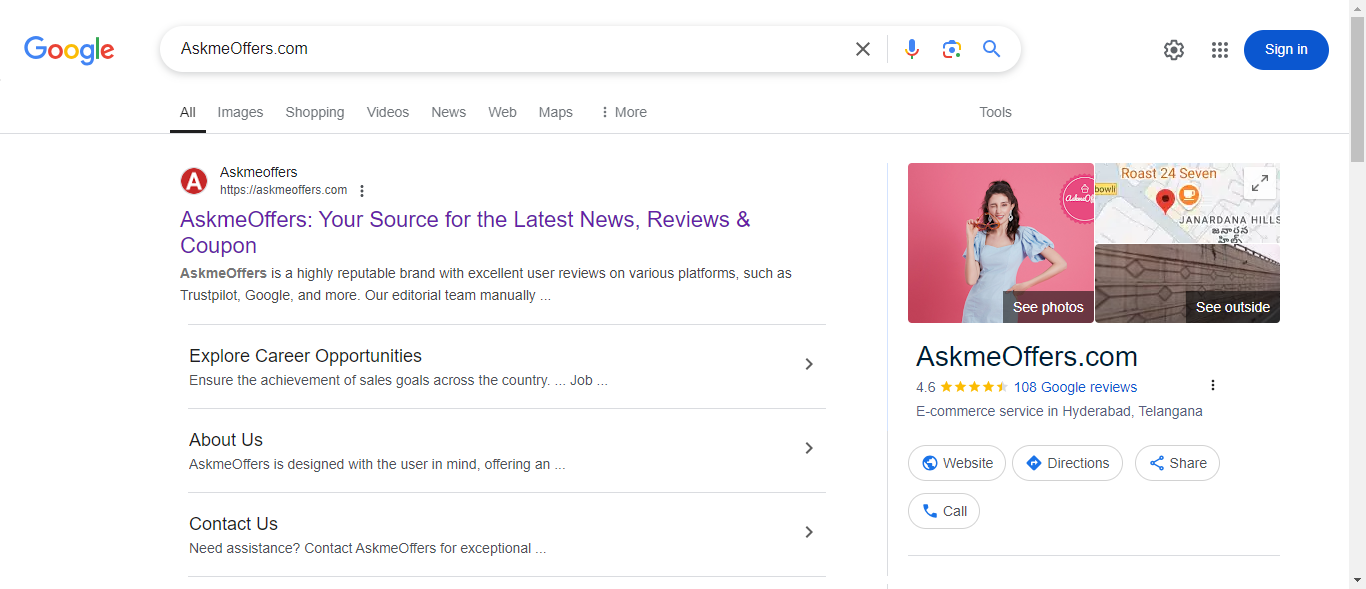 Google
AskmeOffers.com
Sign in
All Images Shopping Videos News Web Maps More Tools
Askmeoffers
https://askmeoffers.com
AskmeOffers: Your Source for the Latest News, Reviews &
Coupon
AskmeOffers is a highly reputable brand with excellent user reviews on various platforms, such as
Trustpilot, Google, and more. Our editorial team manually ...
Explore Career Opportunities
Ensure the achievement of sales goals across the country. ... Job ...
About Us
AskmeOffers is designed with the user in mind, offering an ...
Contact Us
Need assistance? Contact AskmeOffers for exceptional ...
Roast 24 Seven
bowli
JANARDANA HILLS
జనార్దన
హిల్స్
See photos
See outside
AskmeOffers.com
4.6 108 Google reviews
E-commerce service in Hyderabad, Telangana
Website Directions Share
Call